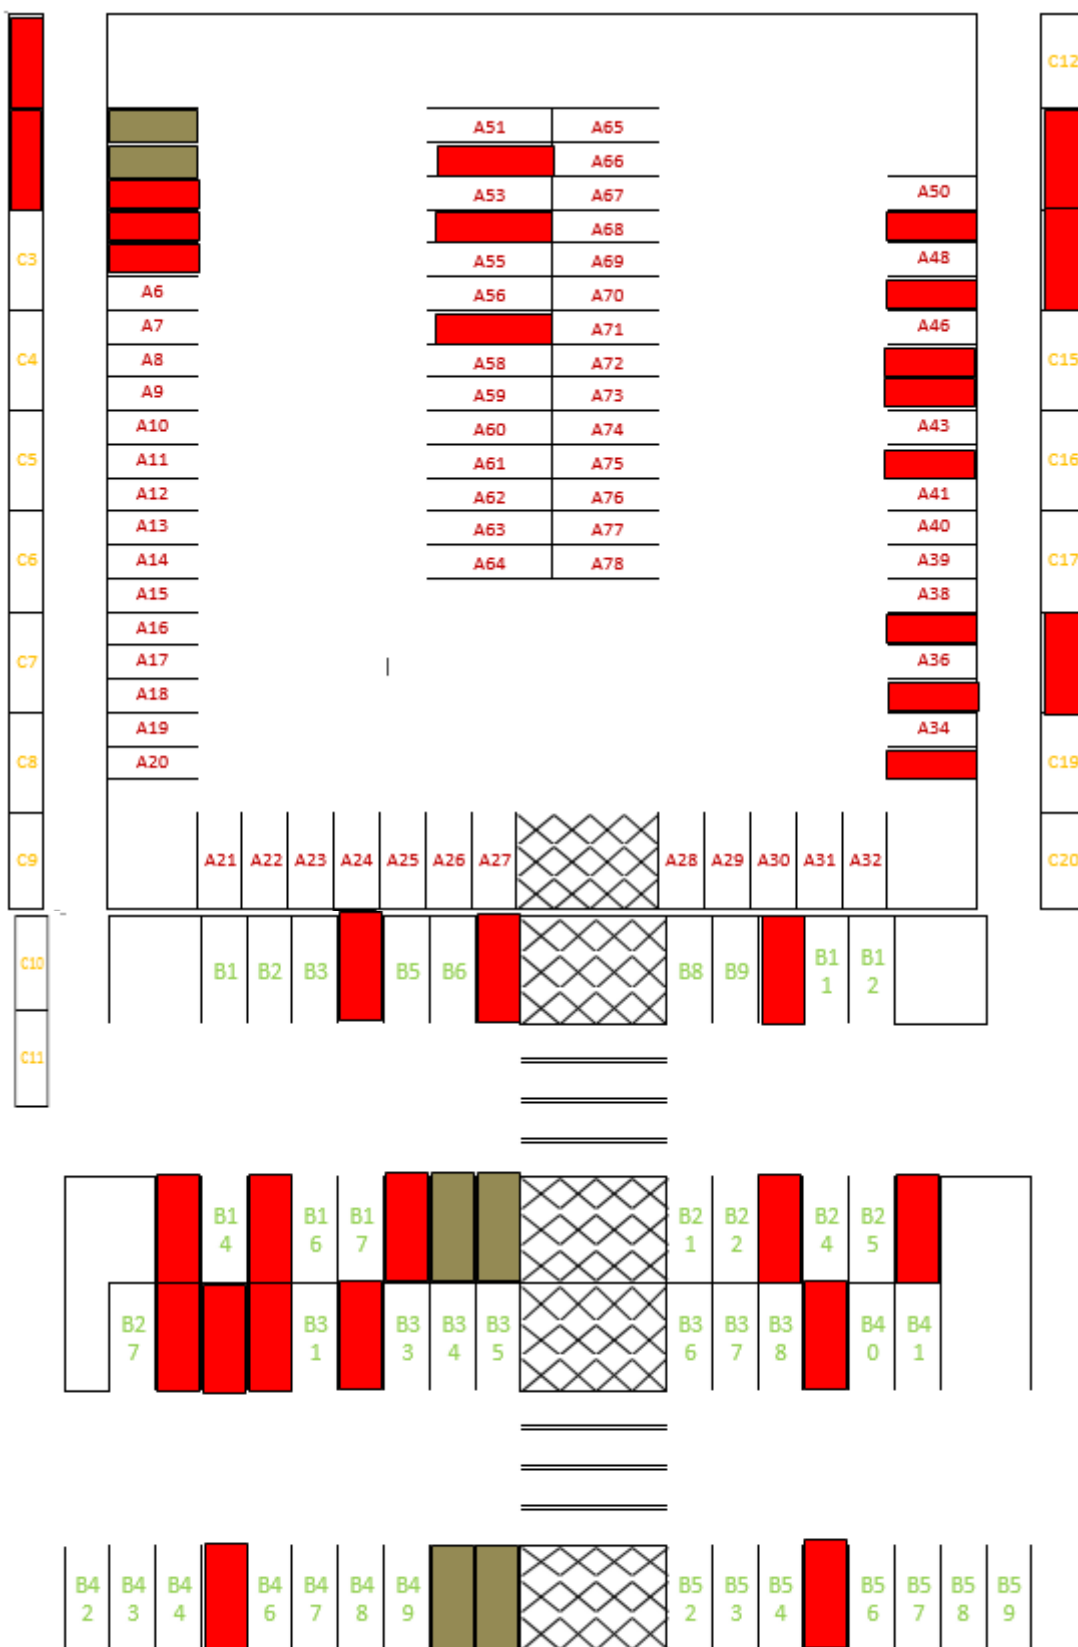 C12
A51 A65
A66
A53 A67 A50
A68
C3 A55 A69 A48
A6 A56 A70
A7 A71 A46
C4 A8 A58 A72 C15
A9 A59 A73
A10 A60 A74 A43
C5 A11 A61 A75 C16
A12 A62 A76 A41
A13 A63 A77 A40
C6 A14 A64 A78 A39 C17
A15 A38
A16
C7 A17 A36
A18
A19 A34
C8 A20 C19
C9 A21 A22 A23 A24 A25 A26 A27 A28 A29 A30 A31 A32 C20
C10 B1 B2 B3 B5 B6 B8 B9 B1 B1
1 2
C11
B1 B1 B1 B2 B2 B2 B2
4 6 7 1 2 4 5
B2 B3 B3 B3 B3 B3 B3 B3 B4 B4
7 1 3 4 5 6 7 8 0 1
B4 B4 B4 B4 B4 B4 B4 B5 B5 B5 B5 B5 B5 B5
2 3 4 6 7 8 9 2 3 4 6 7 8 9